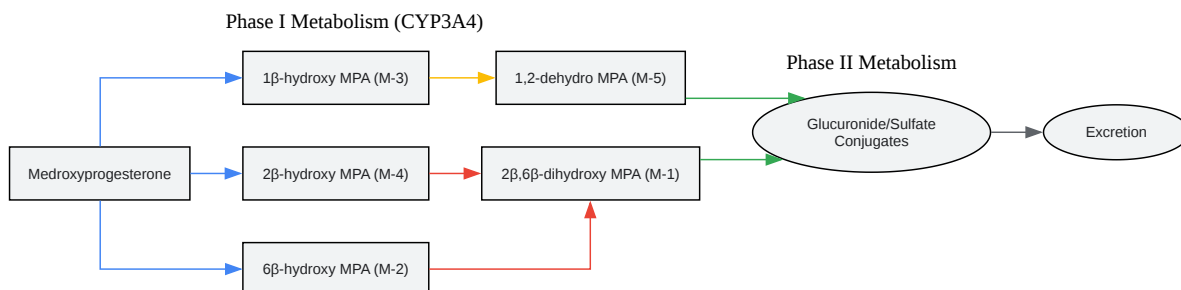 Phase I Metabolism (CYP3A4)
Phase II Metabolism
1β-hydroxy MPA (M-3)
1,2-dehydro MPA (M-5)
Glucuronide/Sulfate
Conjugates
Excretion
Medroxyprogesterone
2β-hydroxy MPA (M-4)
2β,6β-dihydroxy MPA (M-1)
6β-hydroxy MPA (M-2)